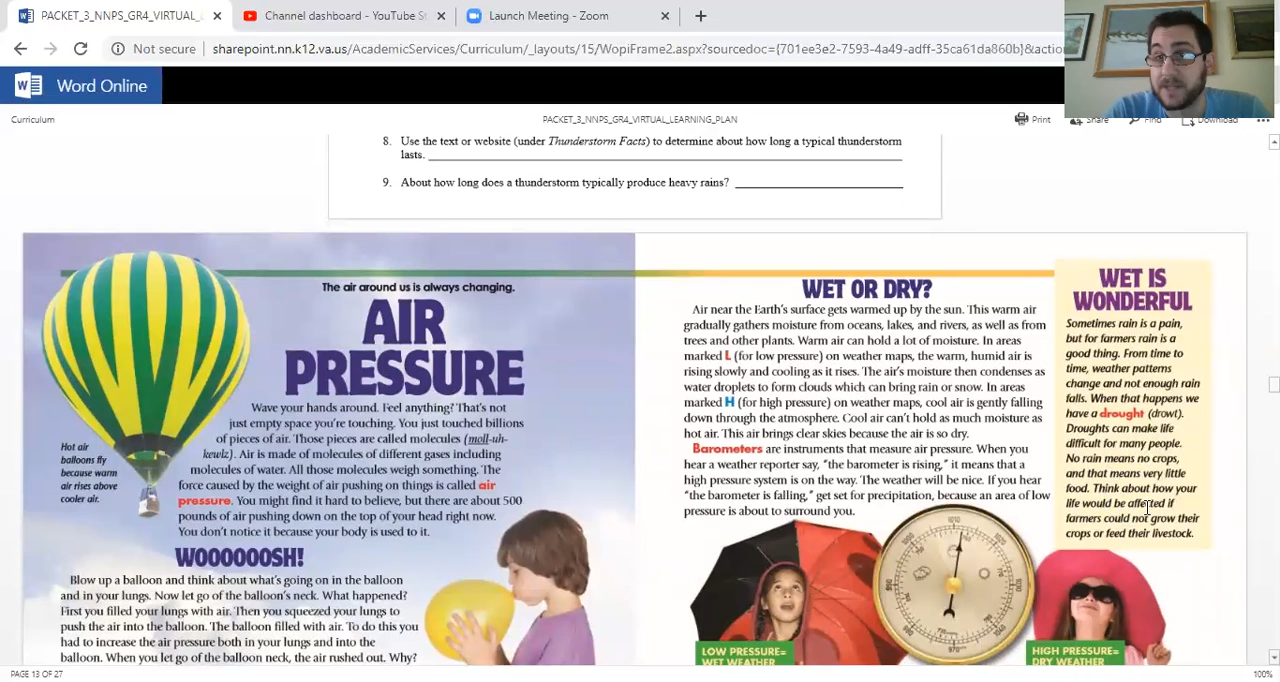 PACKET_3_NNPS_GR4_VIRTUAL_L
Channel dashboard - YouTube St
Launch Meeting - Zoom
Not secure
sharepoint.nn.k12.va.us/AcademicServices/Curriculum/_layouts/15/WopiFrame2.aspx?sourcedoc={701ee3e2-7593-4a49-adff-35ca61da860b}&actio
Word Online
Curriculum
PACKET_3_NNPS_GR4_VIRTUAL_LEARNING_PLAN
Print
Share
Find
Download
8. Use the text or website (under Thunderstorm Facts) to determine about how long a typical thunderstorm
lasts.
9. About how long does a thunderstorm typically produce heavy rains?
The air around us is always changing.
AIR
PRESSURE
Wave your hands around. Feel anything? That's not
just empty space you're touching. You just touched billions
of pieces of air. Those pieces are called molecules (moll-uh-
kewlz). Air is made of molecules of different gases including
molecules of water. All those molecules weigh something. The
force caused by the weight of air pushing on things is called air
pressure. You might find it hard to believe, but there are about 500
pounds of air pushing down on the top of your head right now.
You don't notice it because your body is used to it.
Hot air
balloons fly
because warm
air rises above
cooler air.
WOOOOOSH!
Blow up a balloon and think about what's going on in the balloon
and in your lungs. Now let go of the balloon's neck. What happened?
First you filled your lungs with air. Then you squeezed your lungs to
push the air into the balloon. The balloon filled with air. To do this you
had to increase the air pressure both in your lungs and into the
balloon. When you let go of the balloon neck, the air rushed out. Why?
WET OR DRY?
Air near the Earth's surface gets warmed up by the sun. This warm air
gradually gathers moisture from oceans, lakes, and rivers, as well as from
trees and other plants. Warm air can hold a lot of moisture. In areas
marked L (for low pressure) on weather maps, the warm, humid air is
rising slowly and cooling as it rises. The air's moisture then condenses as
water droplets to form clouds which can bring rain or snow. In areas
marked H (for high pressure) on weather maps, cool air is gently falling
down through the atmosphere. Cool air can't hold as much moisture as
hot air. This air brings clear skies because the air is so dry.
Barometers are instruments that measure air pressure. When you
hear a weather reporter say, "the barometer is rising," it means that a
high pressure system is on the way. The weather will be nice. If you hear
"the barometer is falling," get set for precipitation, because an area of low
pressure is about to surround you.
WET IS
WONDERFUL
Sometimes rain is a pain,
but for farmers rain is a
good thing. From time to
time, weather patterns
change and not enough rain
falls. When that happens we
have a drought (drowt).
Droughts can make life
difficult for many people.
No rain means no crops,
and that means very little
food. Think about how your
life would be affected if
farmers could not grow their
crops or feed their livestock.
LOW PRESSURE=
WET WEATHER
HIGH PRESSURE=
DRY WEATHER
PAGE 13 OF 27
100%